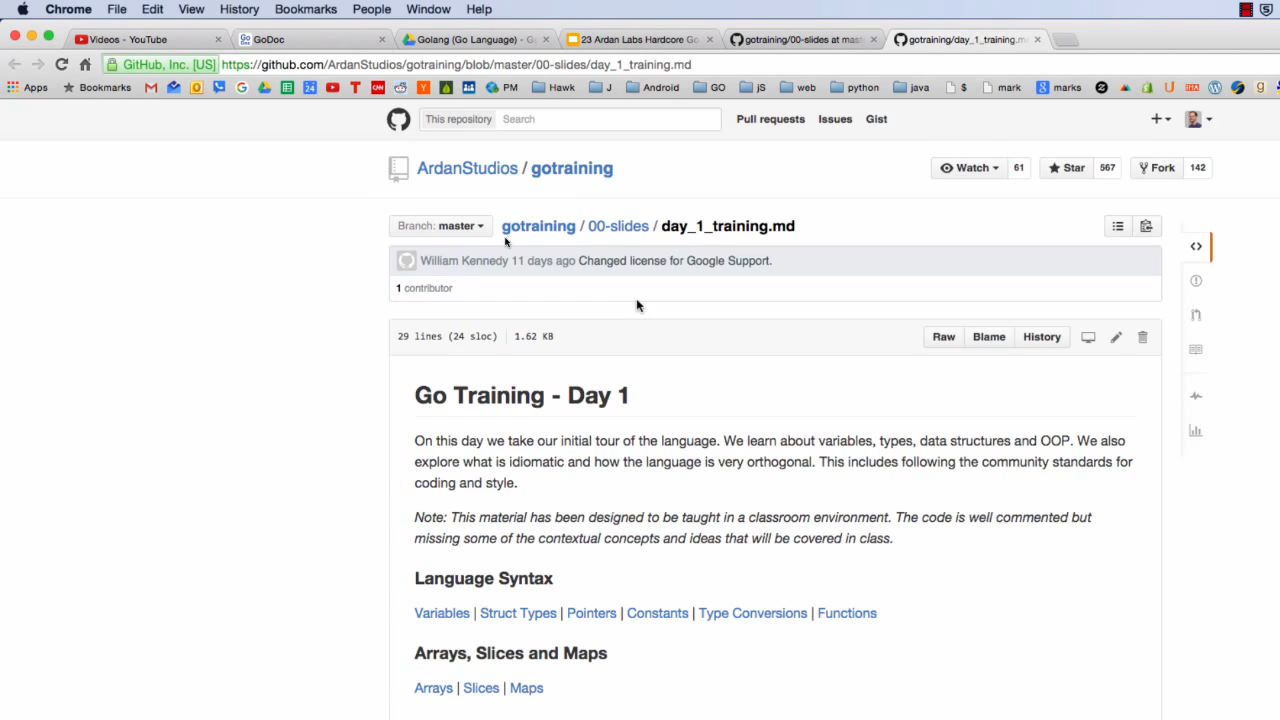 Chrome File Edit View History Bookmarks People Window Help
Videos - YouTube GoDoc Golang (Go Language) - G 23 Ardan Labs Hardcore Go gotraining/00-slides at mast gotraining/day_1_training.m
GitHub, Inc. [US] https://github.com/ArdanStudios/gotraining/blob/master/00-slides/day_1_training.md
Apps Bookmarks PM Hawk J Android GO jS web python java $ mark marks
This repository Search Pull requests Issues Gist
ArdanStudios / gotraining Watch 61 Star 567 Fork 142
Branch: master gotraining / 00-slides / day_1_training.md
William Kennedy 11 days ago Changed license for Google Support.
1 contributor
29 lines (24 sloc) 1.62 KB Raw Blame History
Go Training - Day 1
On this day we take our initial tour of the language. We learn about variables, types, data structures and OOP. We also
explore what is idiomatic and how the language is very orthogonal. This includes following the community standards for
coding and style.
Note: This material has been designed to be taught in a classroom environment. The code is well commented but
missing some of the contextual concepts and ideas that will be covered in class.
Language Syntax
Variables | Struct Types | Pointers | Constants | Type Conversions | Functions
Arrays, Slices and Maps
Arrays | Slices | Maps